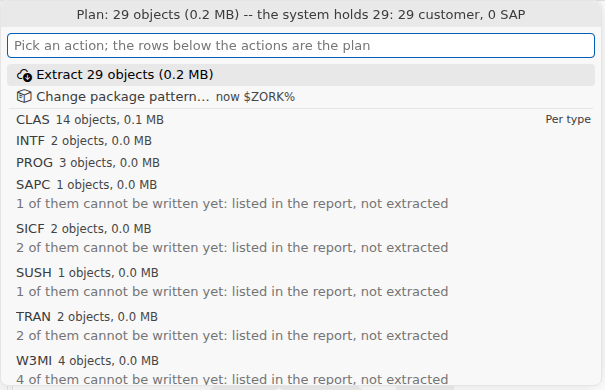 Plan: 29 objects (0.2 MB) -- the system holds 29: 29 customer, 0 SAP
Pick an action; the rows below the actions are the plan
Extract 29 objects (0.2 MB)
Change package pattern... now $ZORK%
CLAS 14 objects, 0.1 MB Per type
INTF 2 objects, 0.0 MB
PROG 3 objects, 0.0 MB
SAPC 1 objects, 0.0 MB
1 of them cannot be written yet: listed in the report, not extracted
SICF 2 objects, 0.0 MB
2 of them cannot be written yet: listed in the report, not extracted
SUSH 1 objects, 0.0 MB
1 of them cannot be written yet: listed in the report, not extracted
TRAN 2 objects, 0.0 MB
2 of them cannot be written yet: listed in the report, not extracted
W3MI 4 objects, 0.0 MB
4 of them cannot be written yet: listed in the report, not extracted